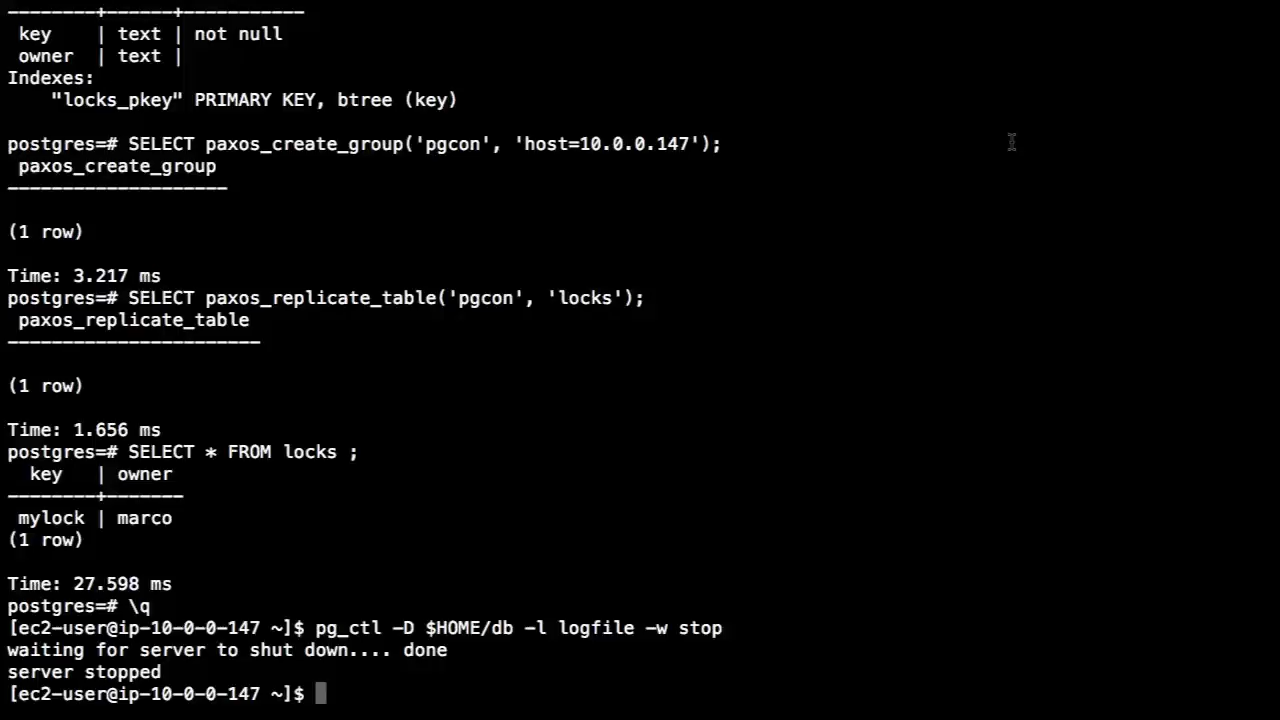 --------+------+-----------
 key    | text | not null
 owner  | text |
Indexes:
    "locks_pkey" PRIMARY KEY, btree (key)
postgres=# SELECT paxos_create_group('pgcon', 'host=10.0.0.147');
 paxos_create_group
--------------------
(1 row)
Time: 3.217 ms
postgres=# SELECT paxos_replicate_table('pgcon', 'locks');
 paxos_replicate_table
-----------------------
(1 row)
Time: 1.656 ms
postgres=# SELECT * FROM locks ;
  key   | owner
--------+-------
 mylock | marco
(1 row)
Time: 27.598 ms
postgres=# \q
[ec2-user@ip-10-0-0-147 ~]$ pg_ctl -D $HOME/db -l logfile -w stop
waiting for server to shut down.... done
server stopped
[ec2-user@ip-10-0-0-147 ~]$